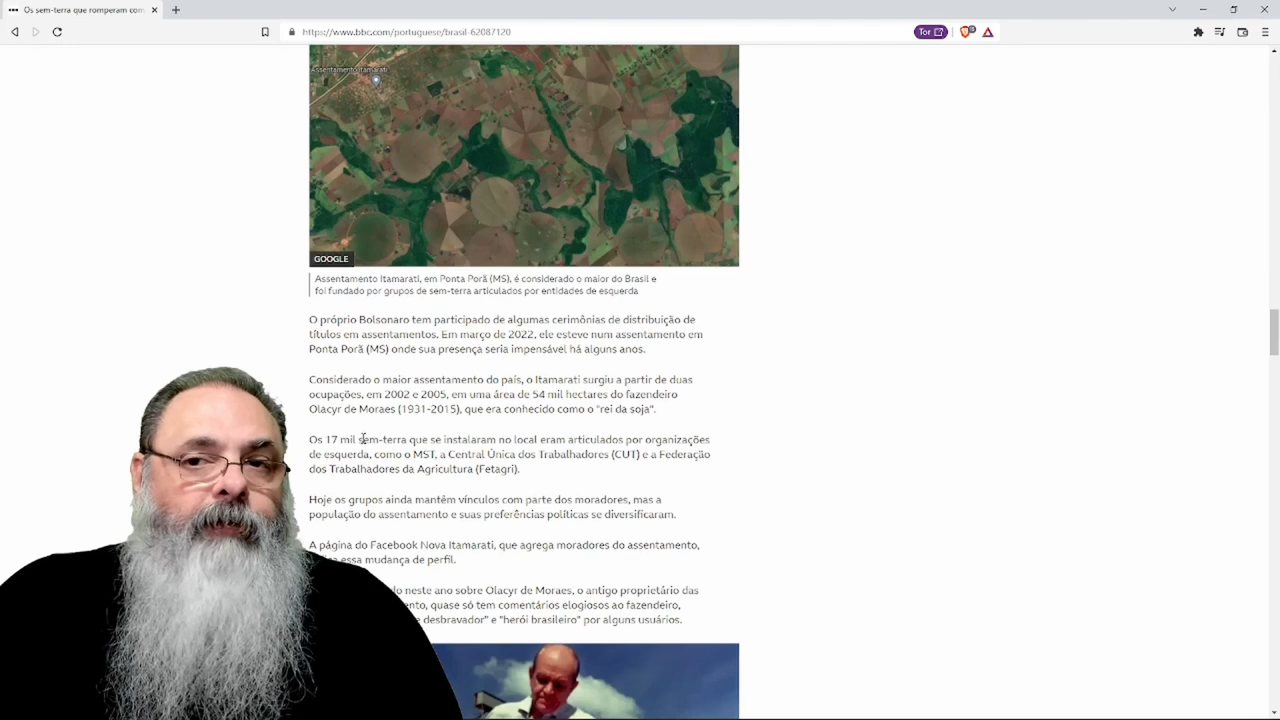 Os sem-terra que romperam com
https://www.bbc.com/portuguese/brasil-62087120
Tor
Assentamento Itamarati
GOOGLE
Assentamento Itamarati, em Ponta Porã (MS), é considerado o maior do Brasil e
foi fundado por grupos de sem-terra articulados por entidades de esquerda
O próprio Bolsonaro tem participado de algumas cerimônias de distribuição de
títulos em assentamentos. Em março de 2022, ele esteve num assentamento em
Ponta Porã (MS) onde sua presença seria impensável há alguns anos.
Considerado o maior assentamento do país, o Itamarati surgiu a partir de duas
ocupações, em 2002 e 2005, em uma área de 54 mil hectares do fazendeiro
Olacyr de Moraes (1931-2015), que era conhecido como o "rei da soja".
Os 17 mil sem-terra que se instalaram no local eram articulados por organizações
de esquerda, como o MST, a Central Única dos Trabalhadores (CUT) e a Federação
dos Trabalhadores da Agricultura (Fetagri).
Hoje os grupos ainda mantêm vínculos com parte dos moradores, mas a
população do assentamento e suas preferências políticas se diversificaram.
A página do Facebook Nova Itamarati, que agrega moradores do assentamento,
essa mudança de perfil.
neste ano sobre Olacyr de Moraes, o antigo proprietário das
quase só tem comentários elogiosos ao fazendeiro,
desbravador" e "herói brasileiro" por alguns usuários.